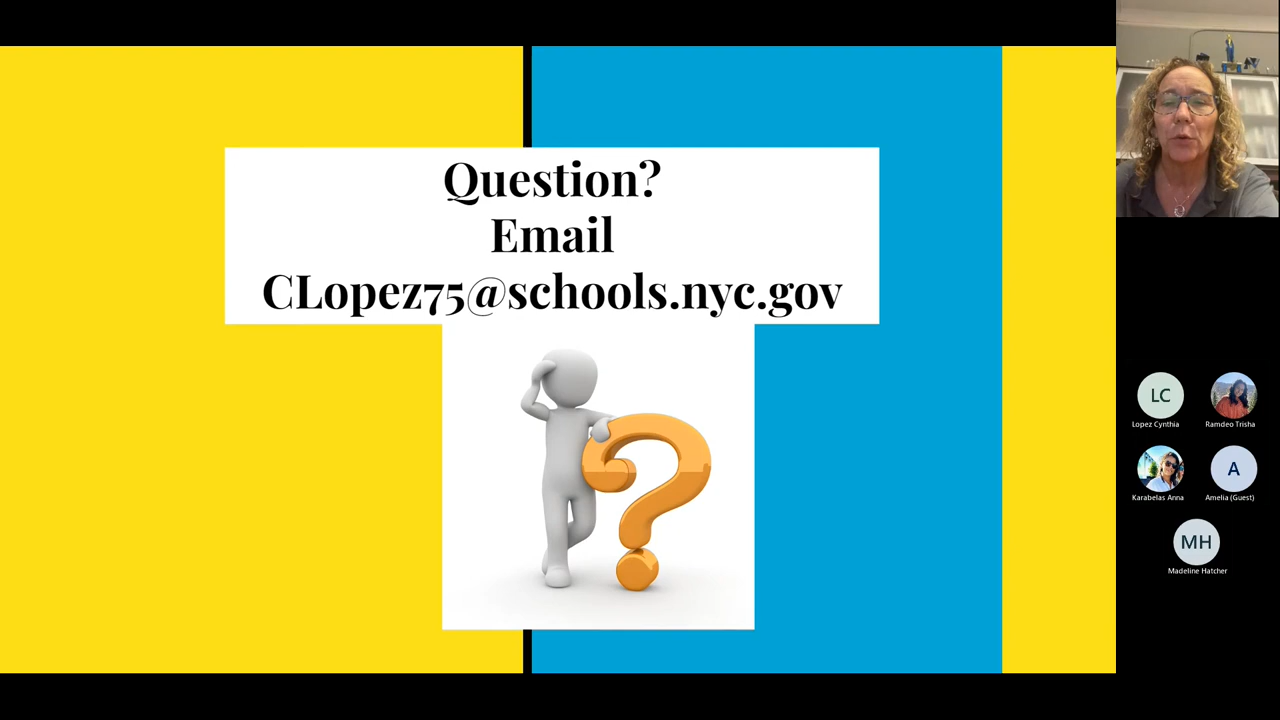 Question?
Email
CLopez75@schools.nyc.gov
LC
Lopez Cynthia
Ramdeo Trisha
Karabelas Anna
A
Amelia (Guest)
MH
Madeline Hatcher